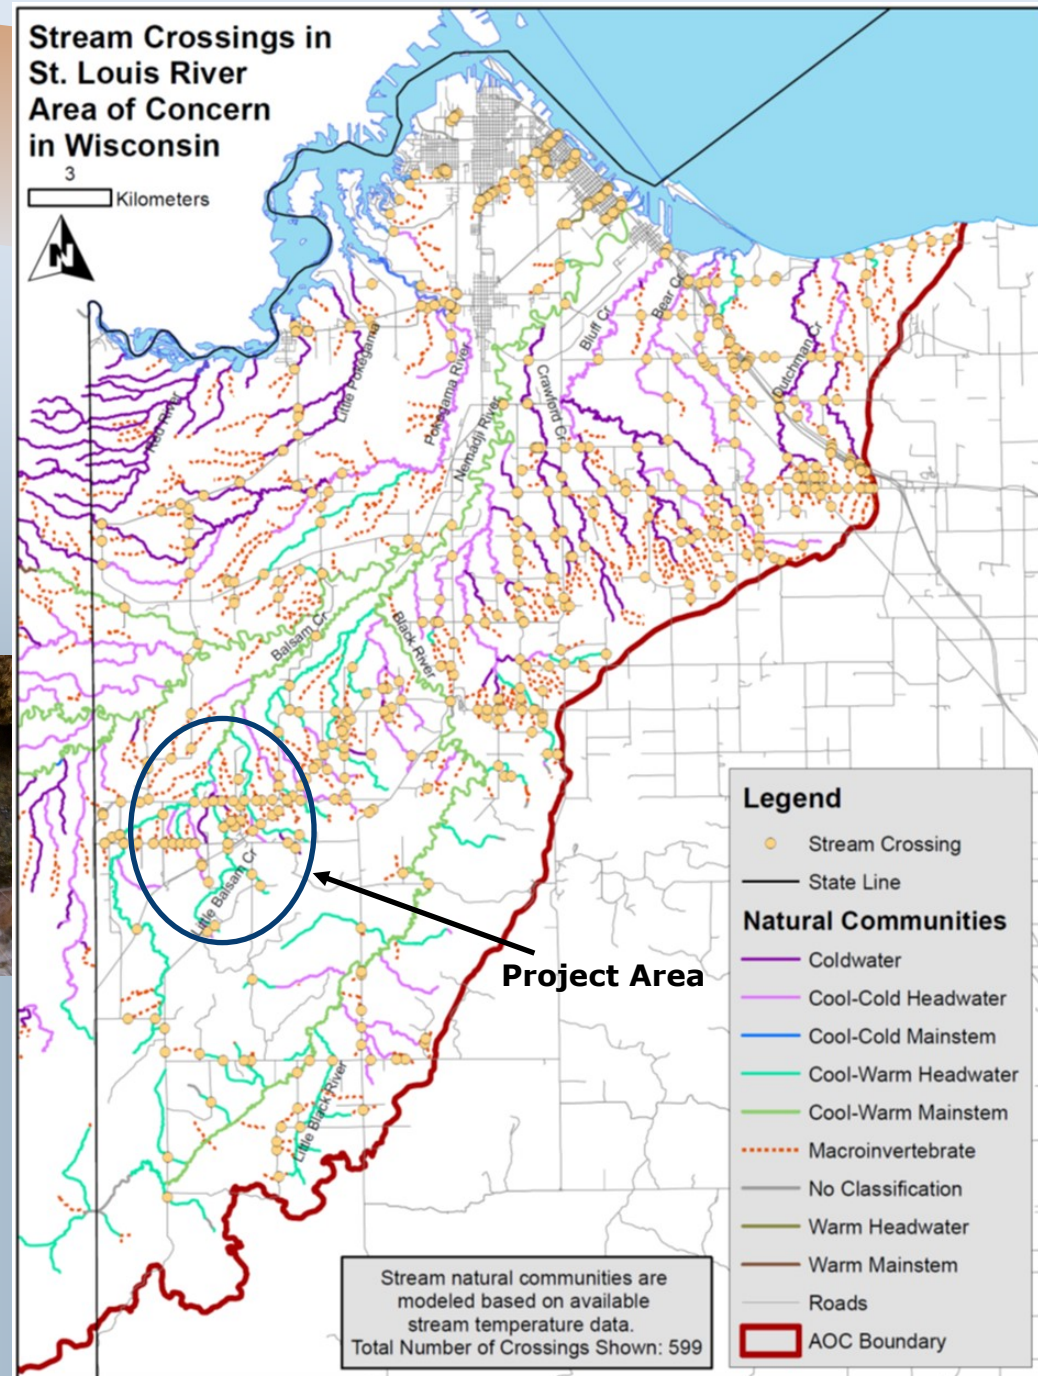 Stream Crossings in
St. Louis River
Area of Concern
in Wisconsin
3
Kilometers
N
Bluff Cr
Bear Cr
Dutchman Cr
Little Pokegama
Pokegama River
Crawford Cr
Red River
Nemadji River
Balsam Cr
Black River
Little Balsam Cr
Project Area
Little Black River
Legend
Stream Crossing
State Line
Natural Communities
Coldwater
Cool-Cold Headwater
Cool-Cold Mainstem
Cool-Warm Headwater
Cool-Warm Mainstem
Macroinvertebrate
No Classification
Warm Headwater
Warm Mainstem
Roads
AOC Boundary
Stream natural communities are
modeled based on available
stream temperature data.
Total Number of Crossings Shown: 599